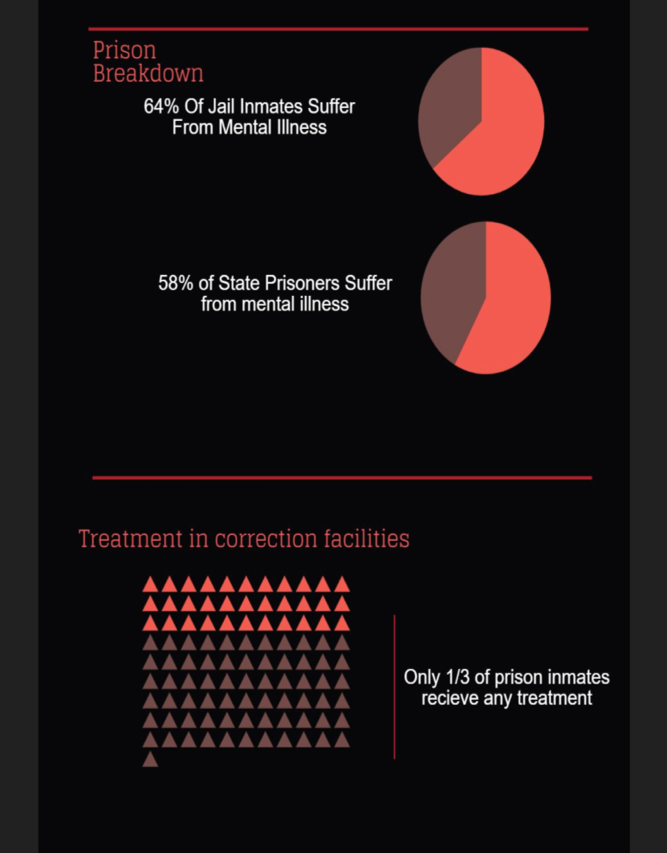 Prison
Breakdown
64% Of Jail Inmates Suffer
From Mental Illness
58% of State Prisoners Suffer
from mental illness
Treatment in correction facilities
Only 1/3 of prison inmates
recieve any treatment